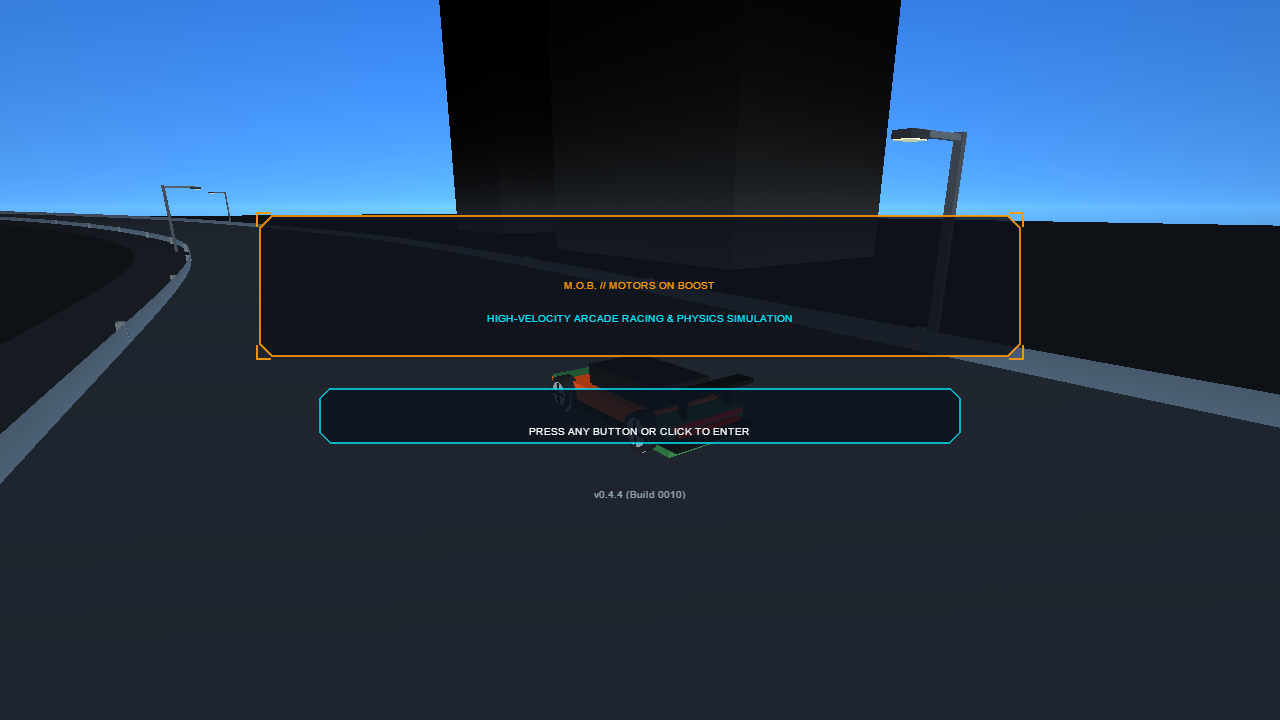 M.O.B. // MOTORS ON BOOST
HIGH-VELOCITY ARCADE RACING & PHYSICS SIMULATION
PRESS ANY BUTTON OR CLICK TO ENTER
v0.4.4 (Build 0010)